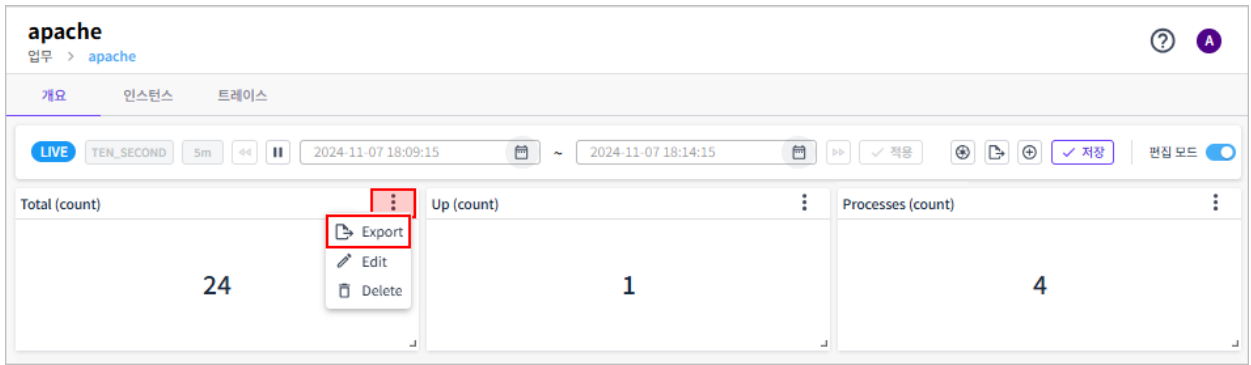 apache
업무 > apache
A
개요 인스턴스 트레이스
LIVE TEN_SECOND 5m 2024-11-07 18:09:15 ~ 2024-11-07 18:14:15 적용 저장 편집 모드
Total (count) Up (count) Processes (count)
Export
Edit
Delete
24 1 4